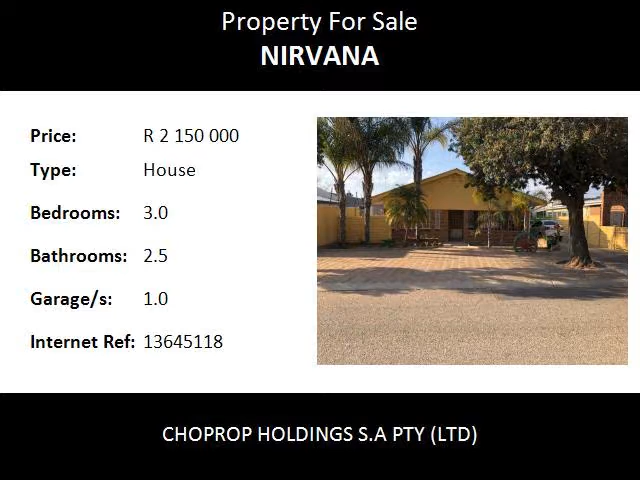 Property For Sale
NIRVANA
Price: R 2 150 000
Type: House
Bedrooms: 3.0
Bathrooms: 2.5
Garage/s: 1.0
Internet Ref: 13645118
CHOPROP HOLDINGS S.A PTY (LTD)